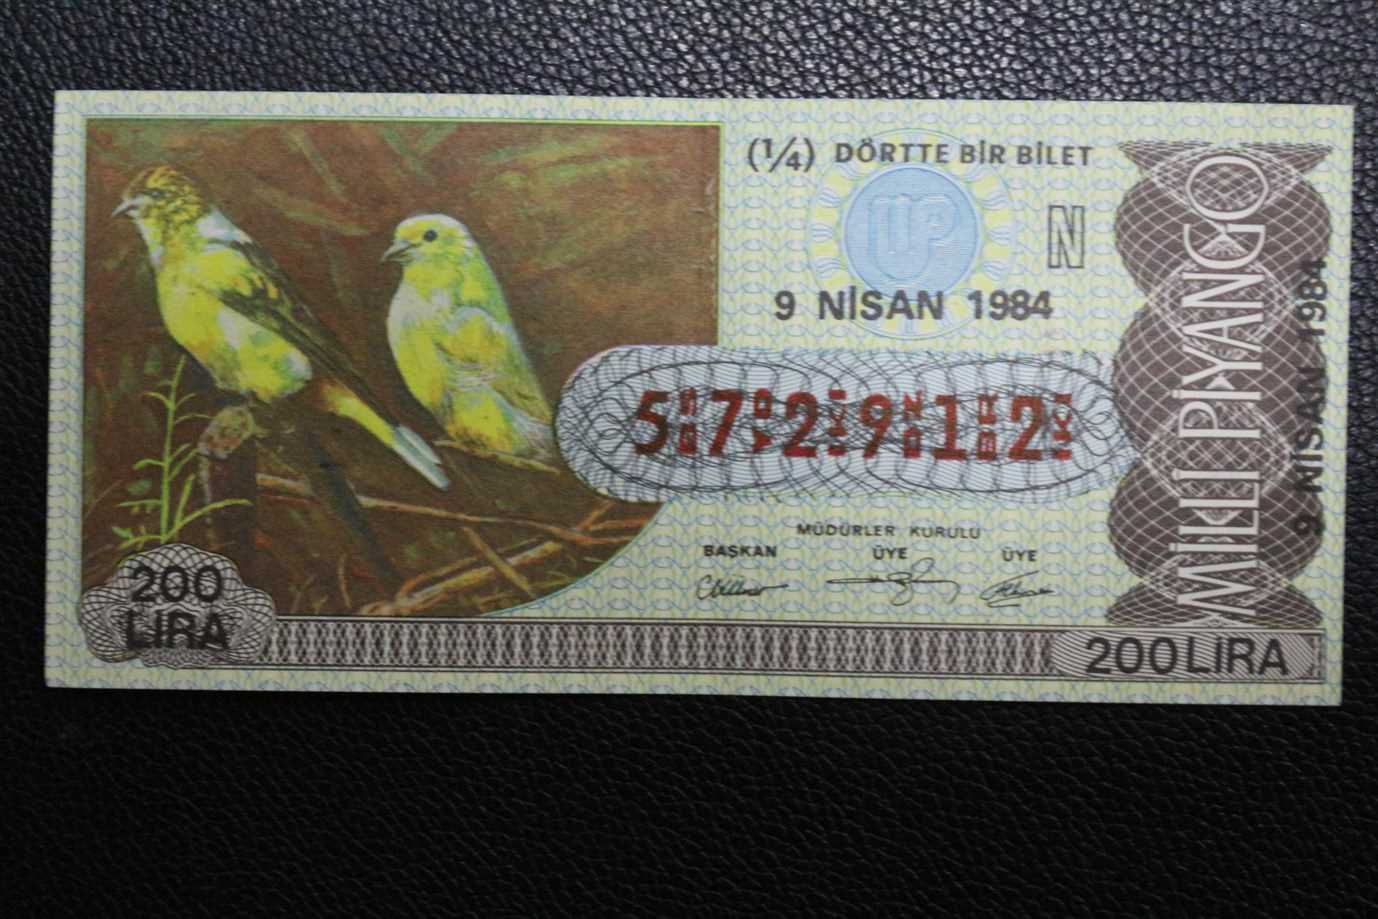 (1/4) DÖRTTE BİR BİLET
N
9 NİSAN 1984
572912
MÜDÜRLER KURULU
BAŞKAN ÜYE ÜYE
200
LİRA
200 LİRA
MİLLİ PİYANGO
9 NİSAN 1984